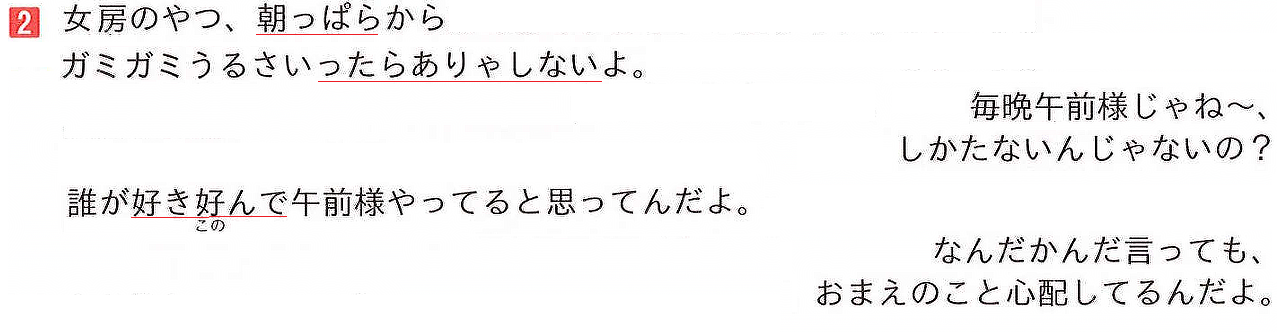 2 女房のやつ、朝っぱらから
ガミガミうるさいったらありゃしないよ。
毎晩午前様じゃね〜、
しかたないんじゃないの？
誰が好き好んで午前様やってると思ってんだよ。
この
なんだかんだ言っても、
おまえのこと心配してるんだよ。